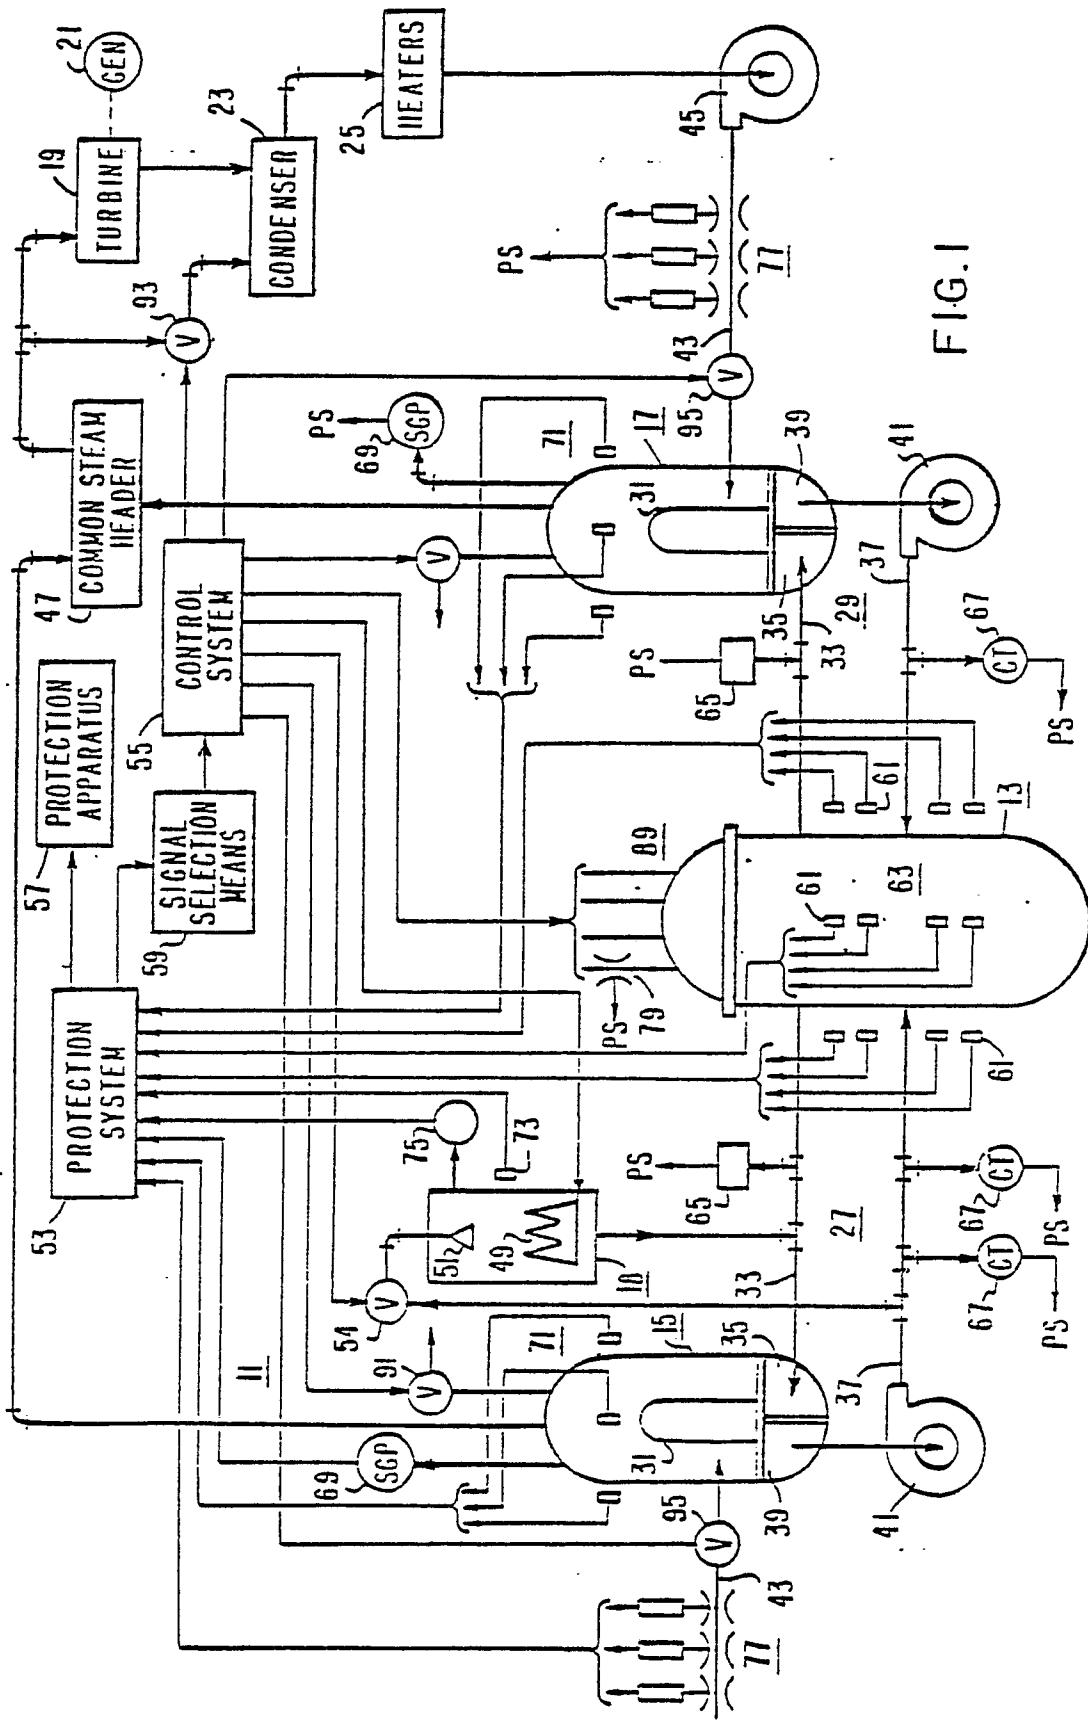 21
GEN
19
TURBINE
23
CONDENSER
25
HEATERS
45
93
V
PS
77
43
95
V
FIG.1
47
COMMON STEAM
HEADER
PS
69
SGP
71
17
31
39
35
41
37
29
33
PS
65
67
CT
PS
V
55
CONTROL
SYSTEM
57
PROTECTION
APPARATUS
59
SIGNAL
SELECTION
MEANS
89
61
13
63
61
PS
79
61
53
PROTECTION
SYSTEM
75
73
PS
65
51
49
18
54
V
33
27
67
CT
PS
67
CT
PS
11
91
V
71
15
35
37
31
39
41
69
SGP
95
V
43
77